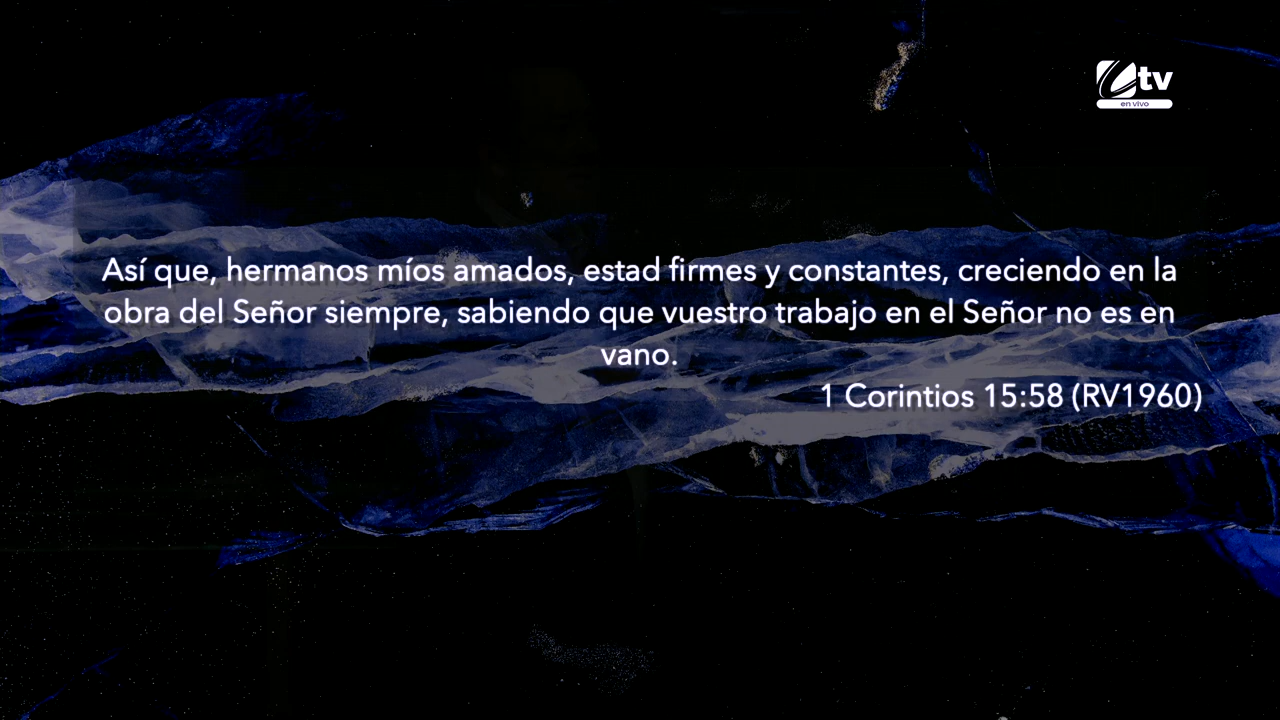 tv
en vivo
Así que, hermanos míos amados, estad firmes y constantes, creciendo en la
obra del Señor siempre, sabiendo que vuestro trabajo en el Señor no es en
vano.
1 Corintios 15:58 (RV1960)